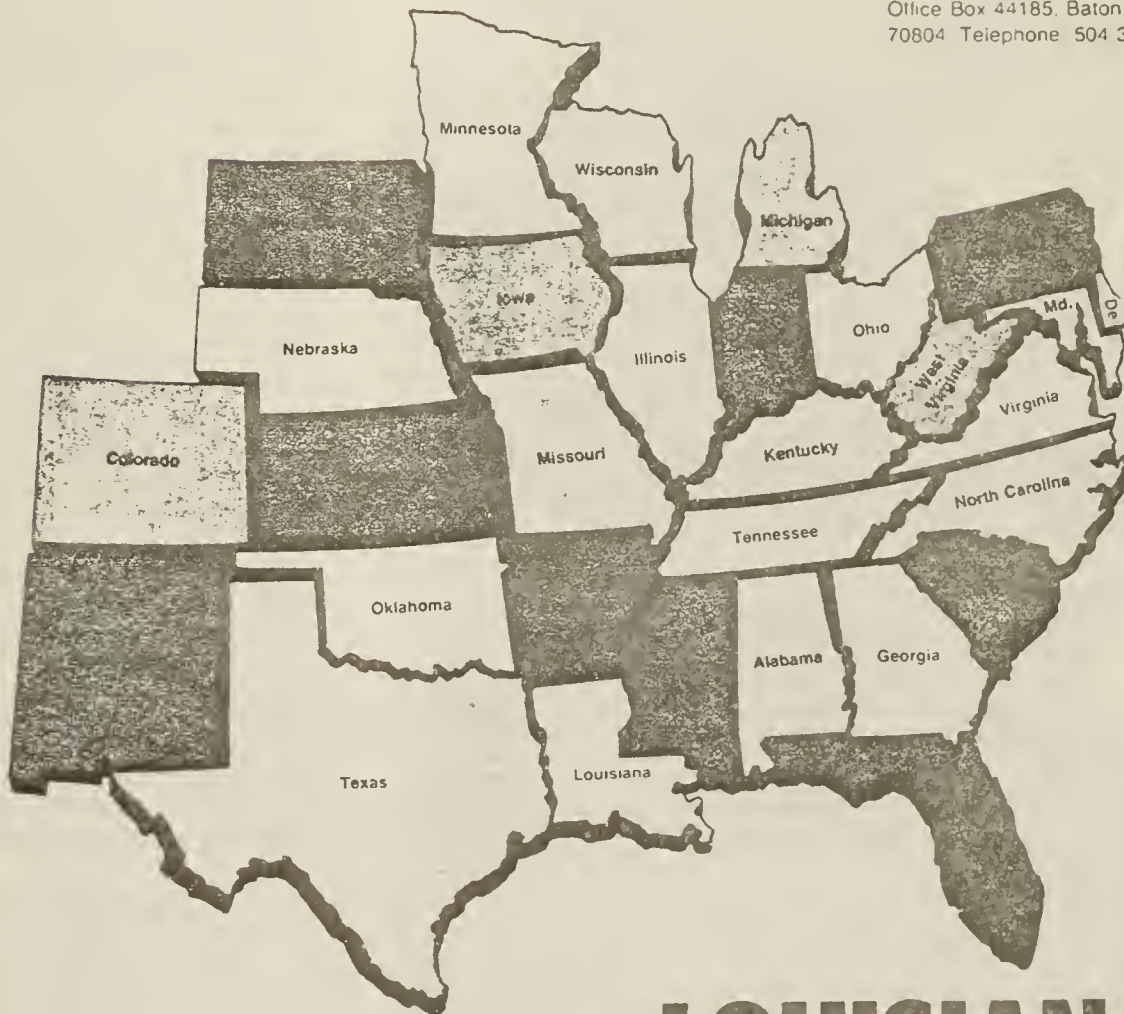 Office Box 44185, Baton
70804 Telephone 504 3
Minnesota
Wisconsin
Michigan
Iowa
Nebraska
Illinois
Ohio
Md.
De
West
Virginia
Virginia
Colorado
Missouri
Kentucky
North Carolina
Tennessee
Oklahoma
Alabama
Georgia
Texas
Louisiana
LOUISIAN